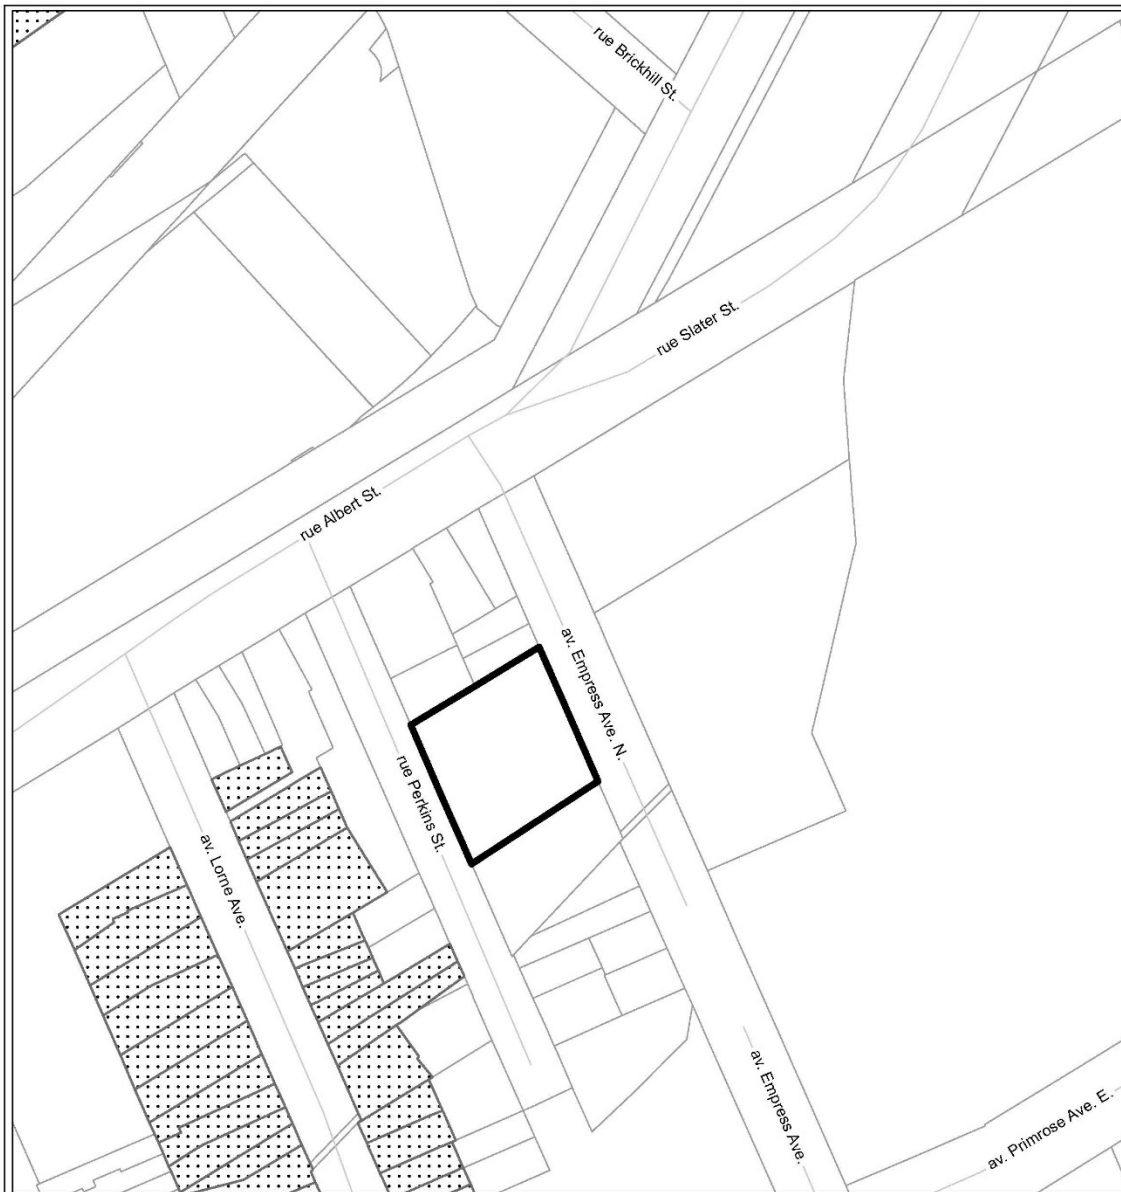 rue Brickhill St.
rue Slater St.
rue Albert St.
av. Empress Ave. N.
rue Perkins St.
av. Lorne Ave.
av. Empress Ave.
av. Primrose Ave. E.